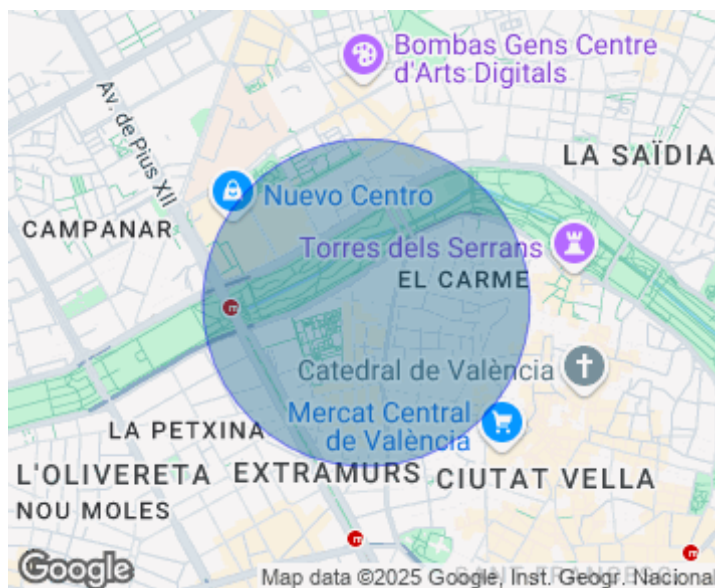 Bombas Gens Centre
d'Arts Digitals
Av. de Pius XII
LA SAÏDIA
Nuevo Centro
CAMPANAR
Torres dels Serrans
EL CARME
Catedral de València
Mercat Central
de València
LA PETXINA
L'OLIVERETA
EXTRAMURS
CIUTAT VELLA
NOU MOLES
m
m
m
SANT FRANCESC
Google
Map data ©2025 Google, Inst. Geogr. Nacional